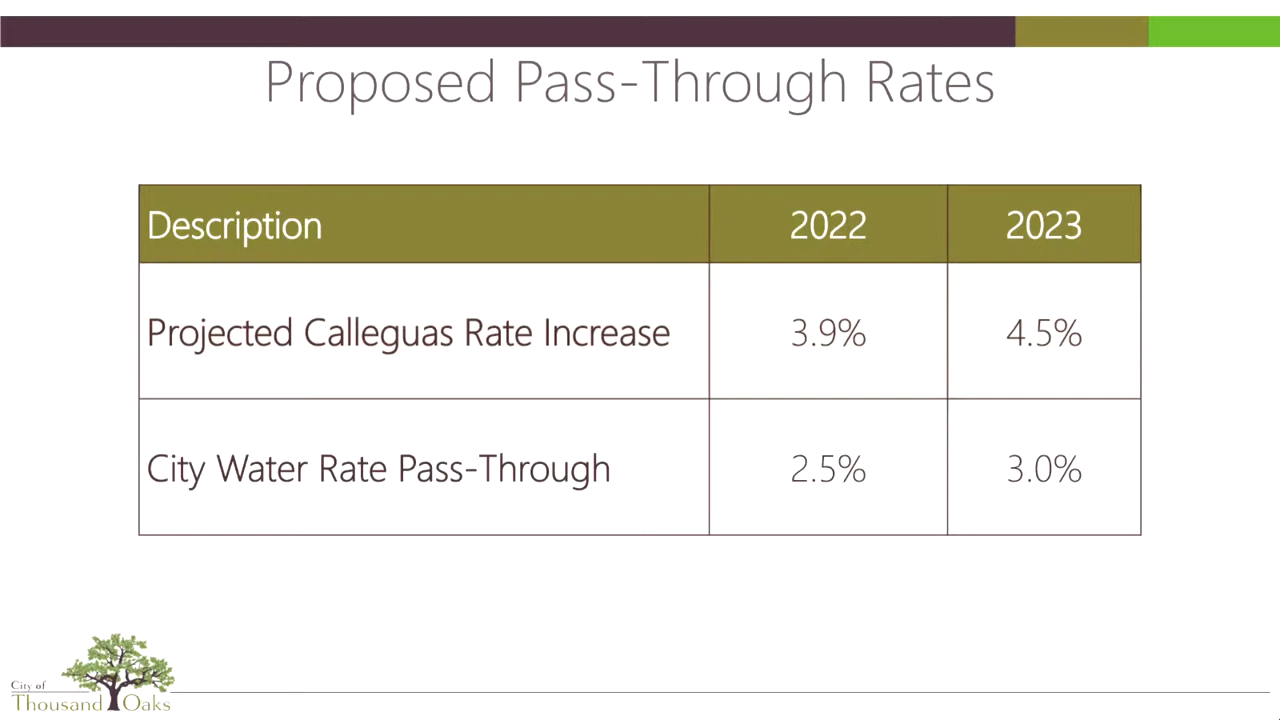 Proposed Pass-Through Rates
Description 2022 2023
Projected Calleguas Rate Increase 3.9% 4.5%
City Water Rate Pass-Through 2.5% 3.0%
City of
Thousand Oaks